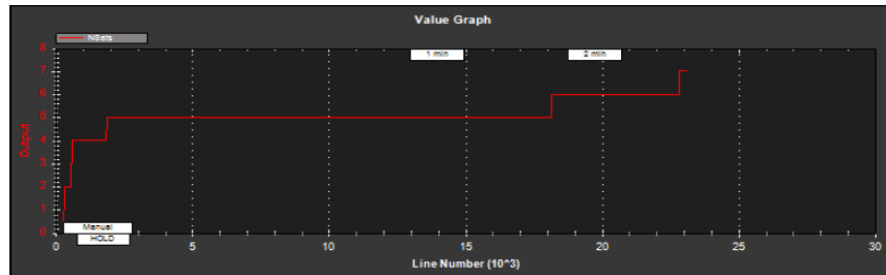 Value Graph
NSets
8
7
6
5
4
3
2
1
0
Output
1 min
2 min
Manual
HOLD
0 5 10 15 20 25 30
Line Number (10^3)